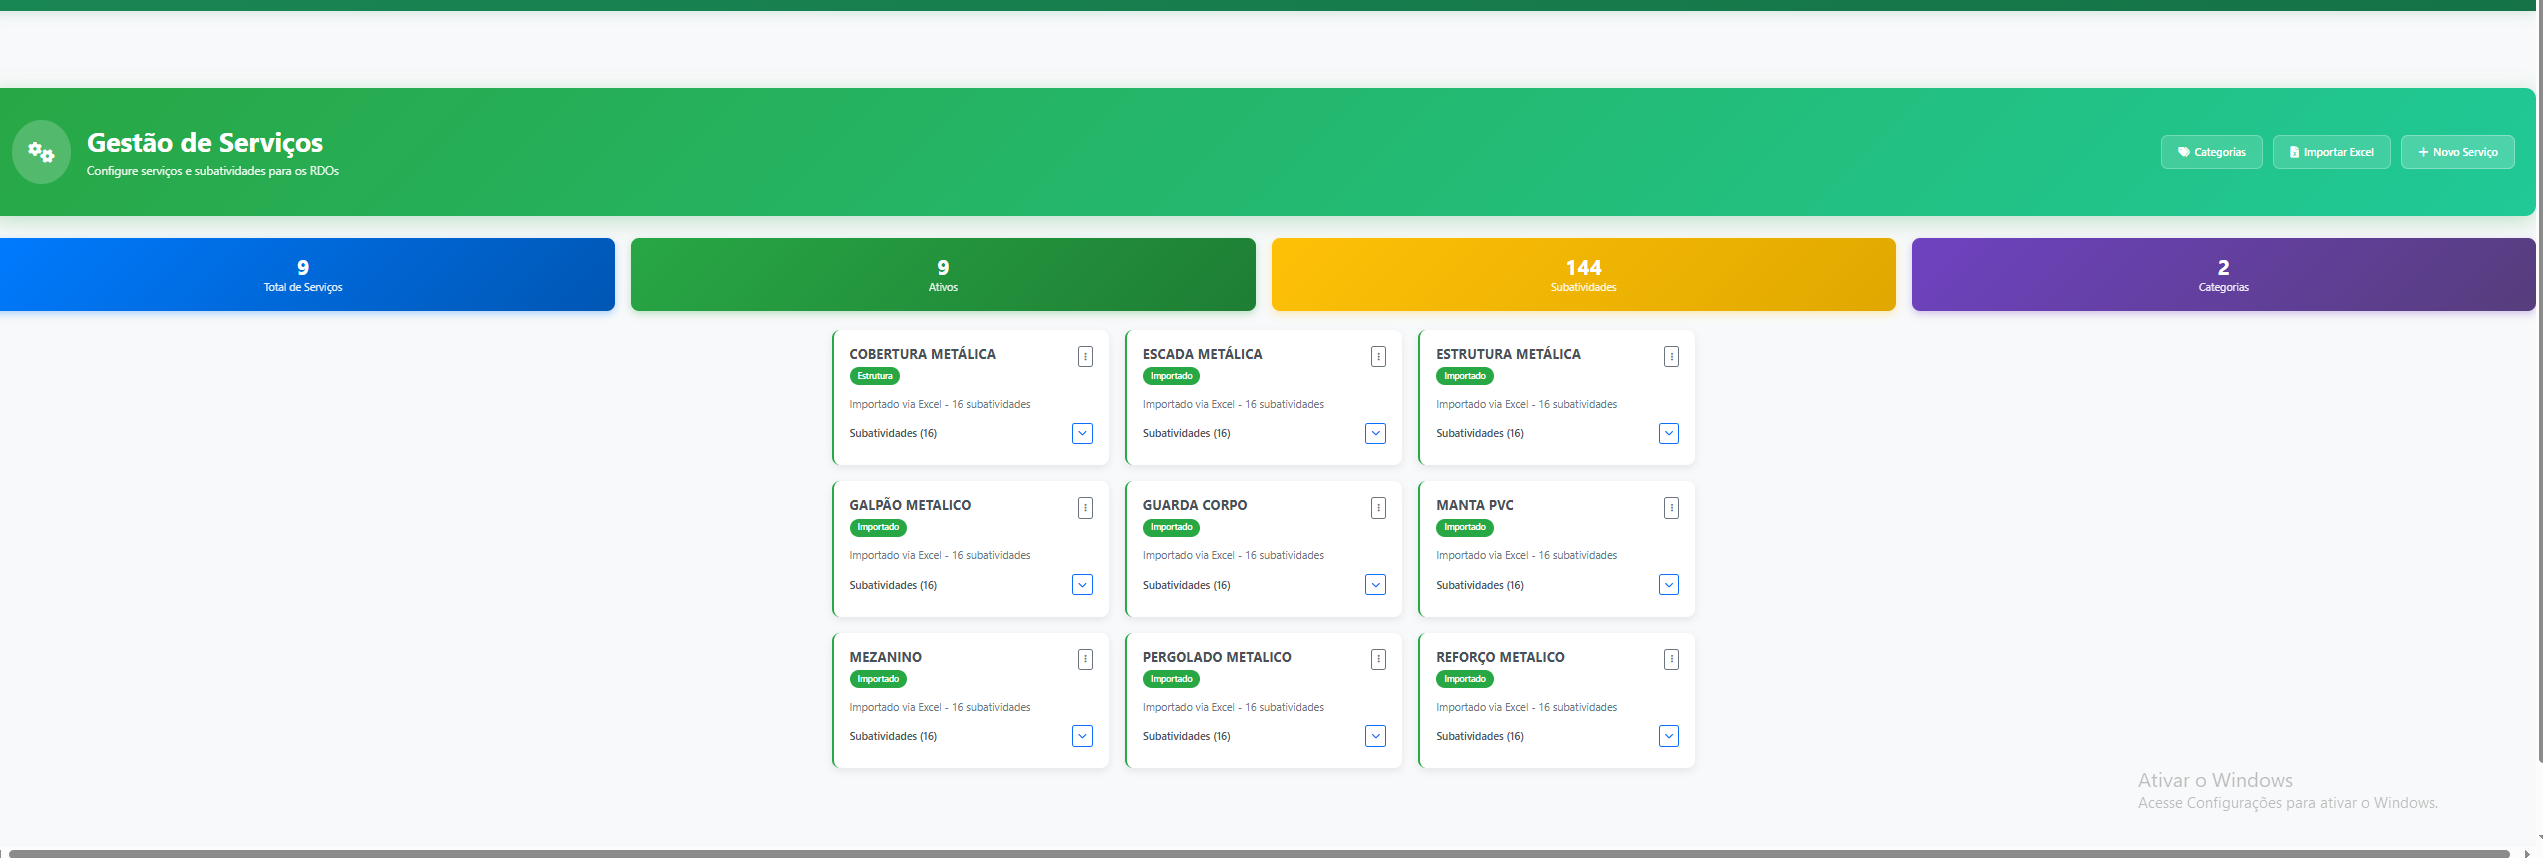 Gestão de Serviços
Configure serviços e subatividades para os RDOs
Categorias
Importar Excel
Novo Serviço
9
Total de Serviços
9
Ativos
144
Subatividades
2
Categorias
COBERTURA METÁLICA
Estrutura
Importado via Excel - 16 subatividades
Subatividades (16)
ESCADA METÁLICA
Importado
Importado via Excel - 16 subatividades
Subatividades (16)
ESTRUTURA METÁLICA
Importado
Importado via Excel - 16 subatividades
Subatividades (16)
GALPÃO METALICO
Importado
Importado via Excel - 16 subatividades
Subatividades (16)
GUARDA CORPO
Importado
Importado via Excel - 16 subatividades
Subatividades (16)
MANTA PVC
Importado
Importado via Excel - 16 subatividades
Subatividades (16)
MEZANINO
Importado
Importado via Excel - 16 subatividades
Subatividades (16)
PERGOLADO METALICO
Importado
Importado via Excel - 16 subatividades
Subatividades (16)
REFORÇO METALICO
Importado
Importado via Excel - 16 subatividades
Subatividades (16)
Ativar o Windows
Acesse Configurações para ativar o Windows.